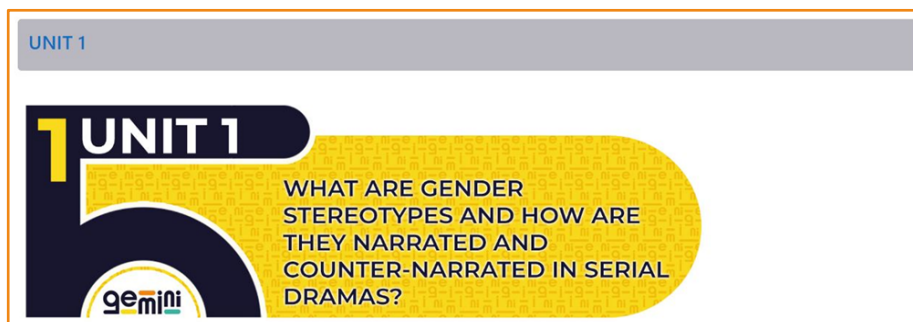 UNIT 1
1 UNIT 1
WHAT ARE GENDER
STEREOTYPES AND HOW ARE
THEY NARRATED AND
COUNTER-NARRATED IN SERIAL
DRAMAS?
gemini